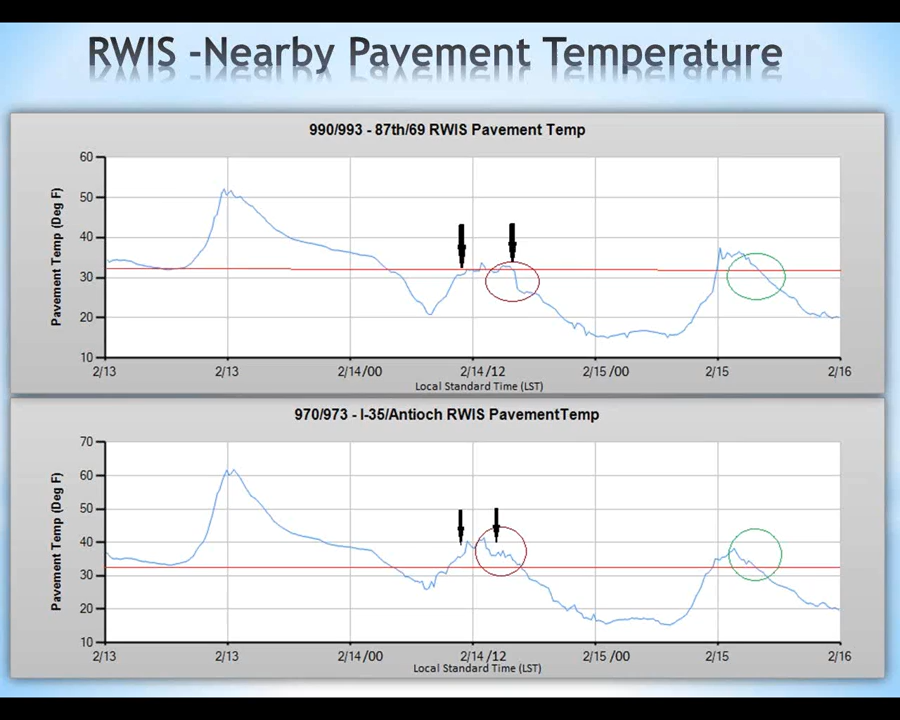 RWIS -Nearby Pavement Temperature
990/993 - 87th/69 RWIS Pavement Temp
Pavement Temp (Deg F)
60
50
40
30
20
10
2/13 2/13 2/14/00 2/14/12 2/15/00 2/15 2/16
Local Standard Time (LST)
970/973 - I-35/Antioch RWIS PavementTemp
Pavement Temp (Deg F)
70
60
50
40
30
20
10
2/13 2/13 2/14/00 2/14/12 2/15/00 2/15 2/16
Local Standard Time (LST)